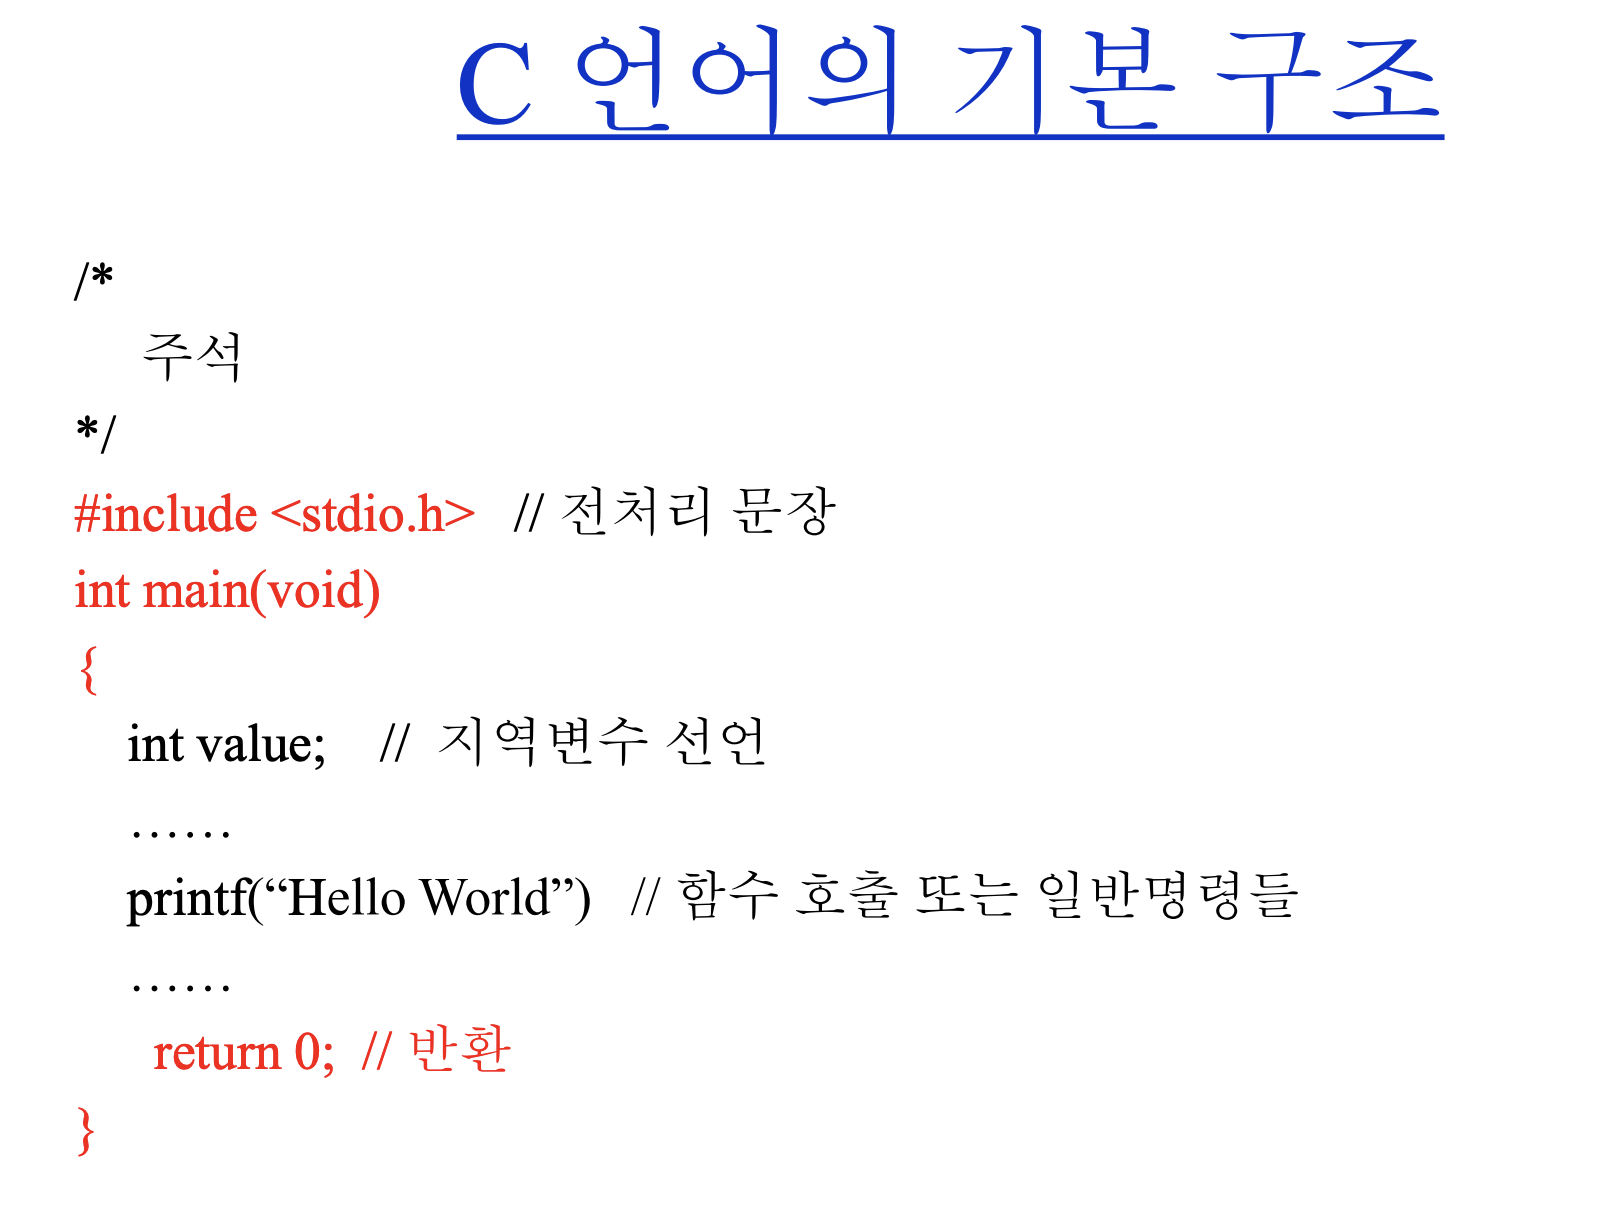 C 언어의 기본 구조
/*
주석
*/
#include <stdio.h> // 전처리 문장
int main(void)
{
int value; // 지역변수 선언
……
printf(“Hello World”) // 함수 호출 또는 일반명령들
……
return 0; // 반환
}